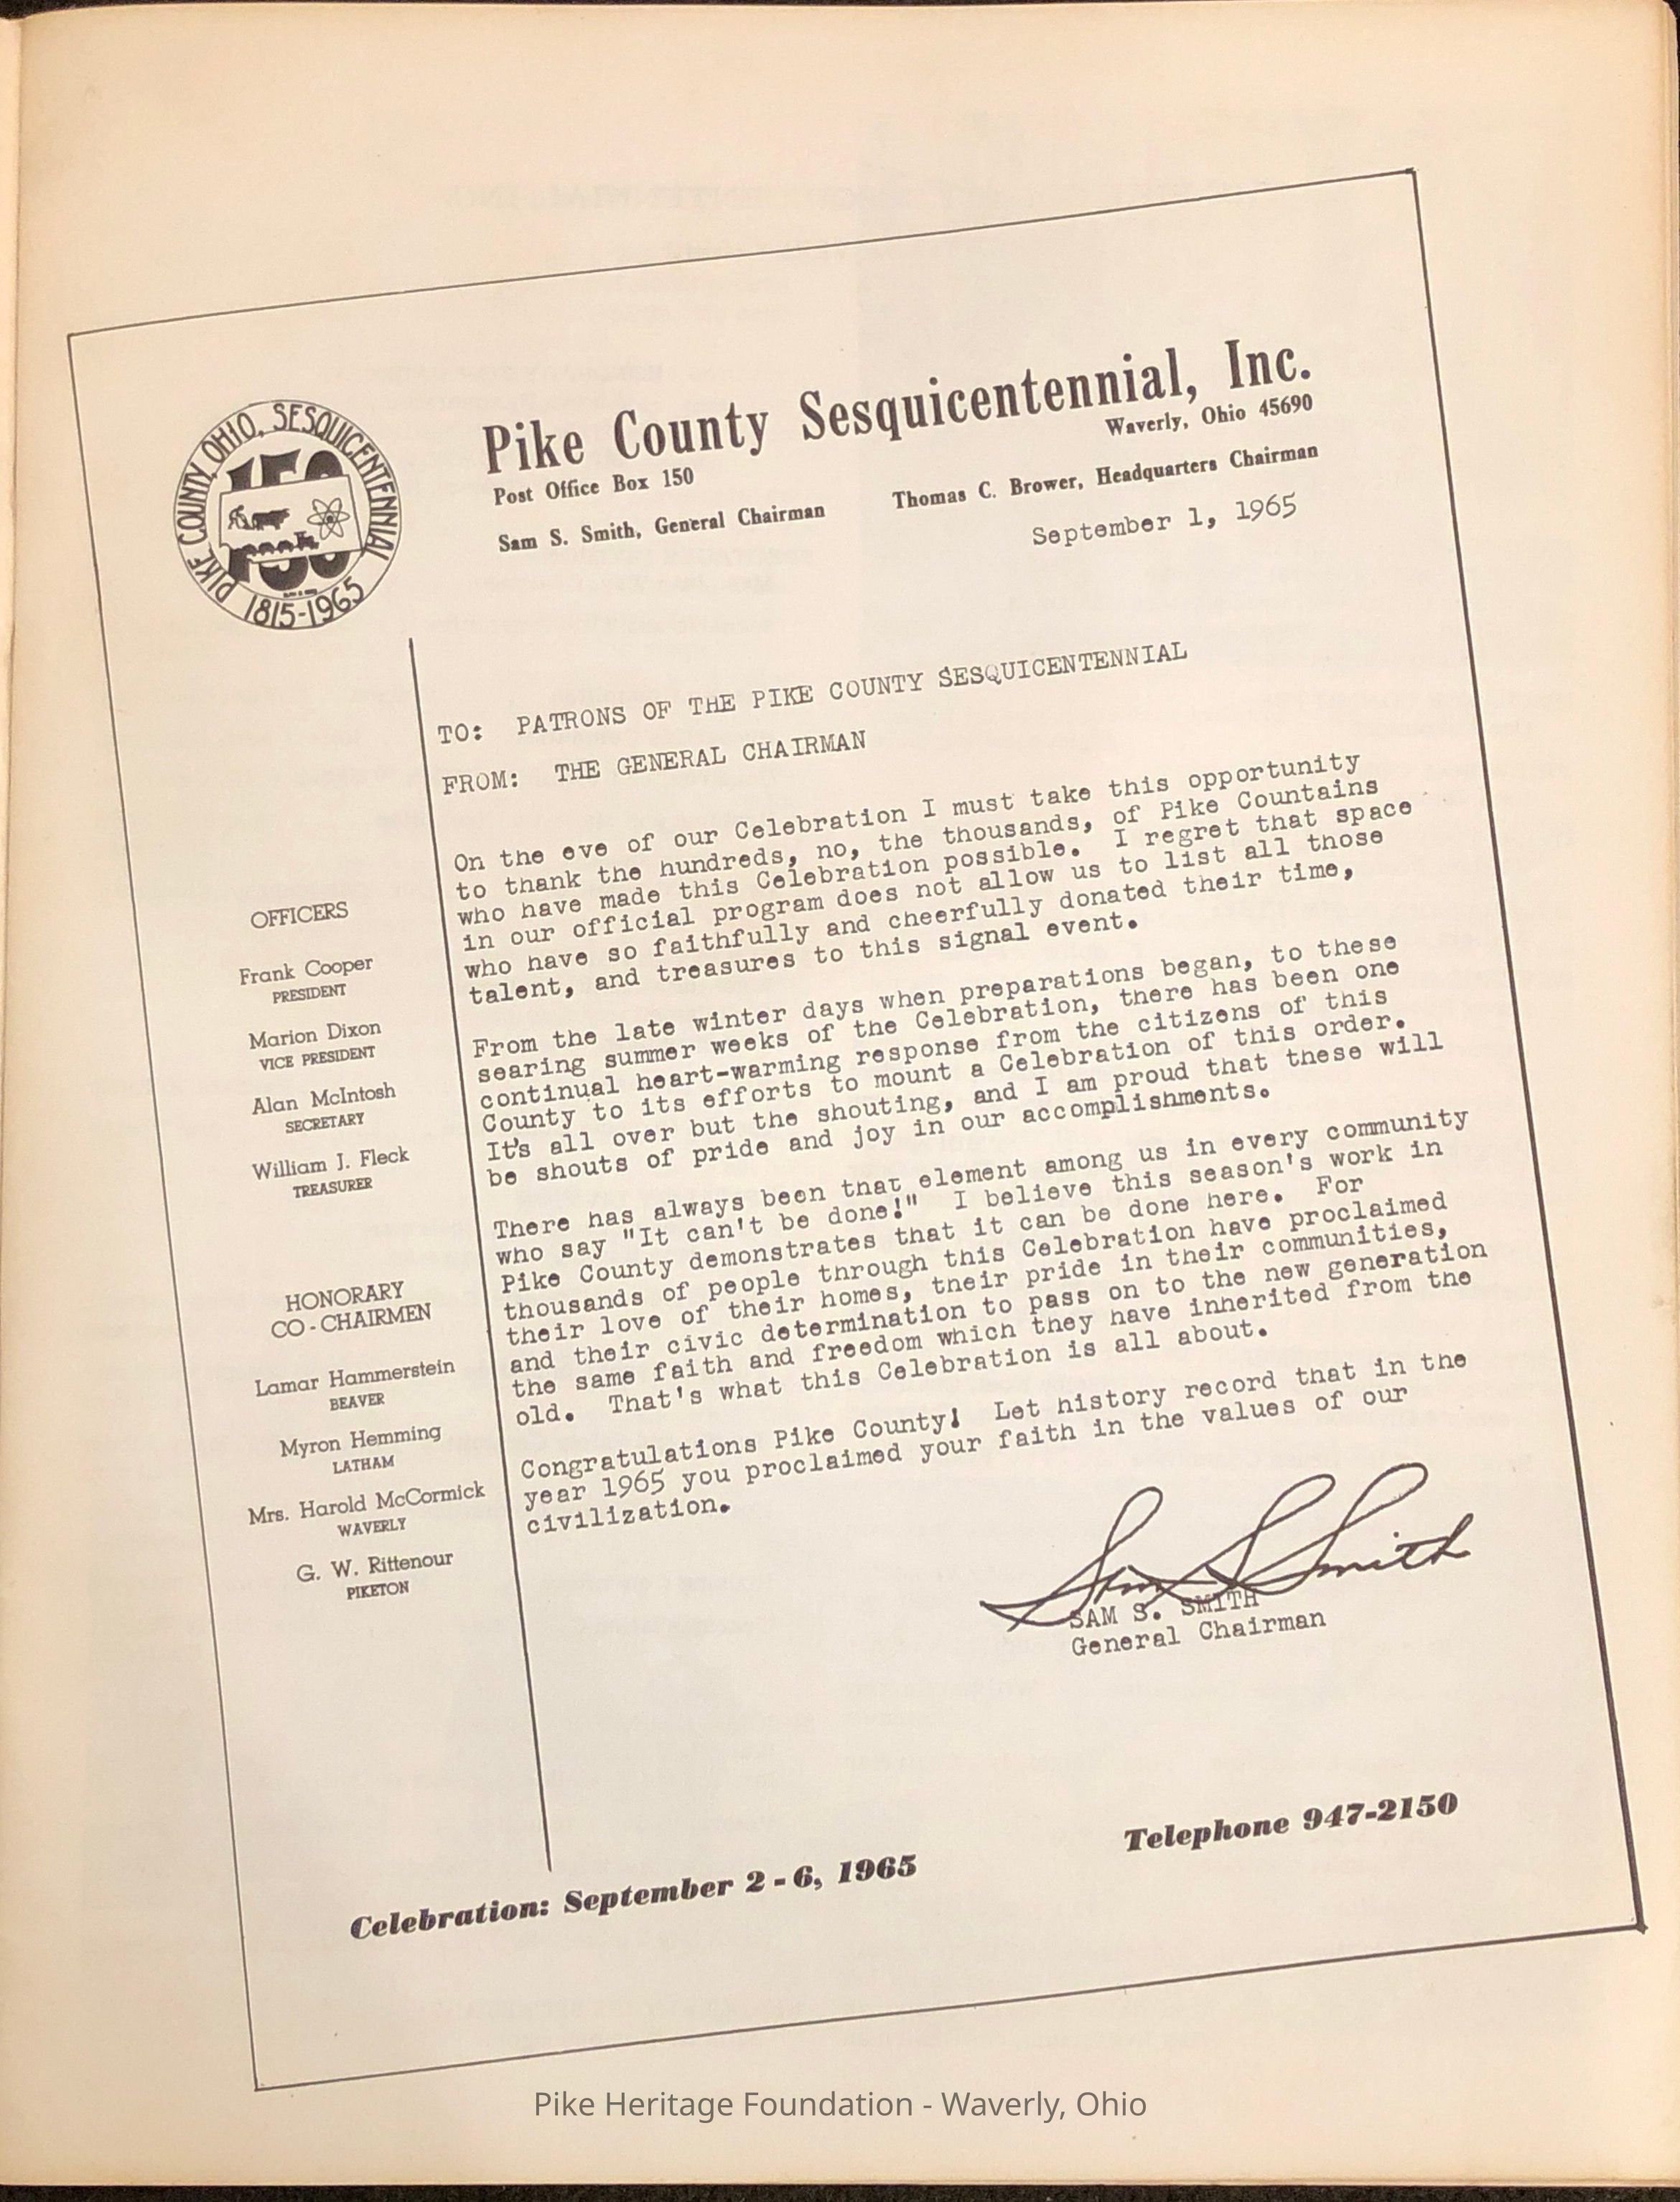 PIKE COUNTY, OHIO, SESQUICENTENNIAL
150
1815-1965
Pike County Sesquicentennial, Inc.
Post Office Box 150
Waverly, Ohio 45690
Sam S. Smith, General Chairman
Thomas C. Brower, Headquarters Chairman
September 1, 1965
TO: PATRONS OF THE PIKE COUNTY SESQUICENTENNIAL
FROM: THE GENERAL CHAIRMAN
On the eve of our Celebration I must take this opportunity
to thank the hundreds, no, the thousands, of Pike Countains
who have made this Celebration possible. I regret that space
in our official program does not allow us to list all those
who have so faithfully and cheerfully donated their time,
talent, and treasures to this signal event.
From the late winter days when preparations began, to these
searing summer weeks of the Celebration, there has been one
continual heart-warming response from the citizens of this
County to its efforts to mount a Celebration of this order.
It's all over but the shouting, and I am proud that these will
be shouts of pride and joy in our accomplishments.
There has always been that element among us in every community
who say "It can't be done!" I believe this season's work in
Pike County demonstrates that it can be done here. For
thousands of people through this Celebration have proclaimed
their love of their homes, their pride in their communities,
and their civic determination to pass on to the new generation
the same faith and freedom which they have inherited from the
old. That's what this Celebration is all about.
Congratulations Pike County! Let history record that in the
year 1965 you proclaimed your faith in the values of our
civilization.
Sam S Smith
SAM S. SMITH
General Chairman
OFFICERS
Frank Cooper
PRESIDENT
Marion Dixon
VICE PRESIDENT
Alan McIntosh
SECRETARY
William J. Fleck
TREASURER
HONORARY
CO-CHAIRMEN
Lamar Hammerstein
BEAVER
Myron Hemming
LATHAM
Mrs. Harold McCormick
WAVERLY
G. W. Rittenour
PIKETON
Celebration: September 2-6, 1965
Telephone 947-2150
Pike Heritage Foundation - Waverly, Ohio